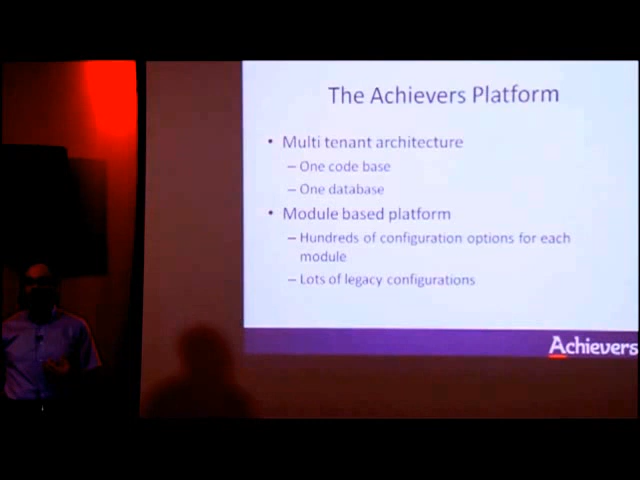 The Achievers Platform
• Multi tenant architecture
– One code base
– One database
• Module based platform
– Hundreds of configuration options for each
module
– Lots of legacy configurations
Achievers